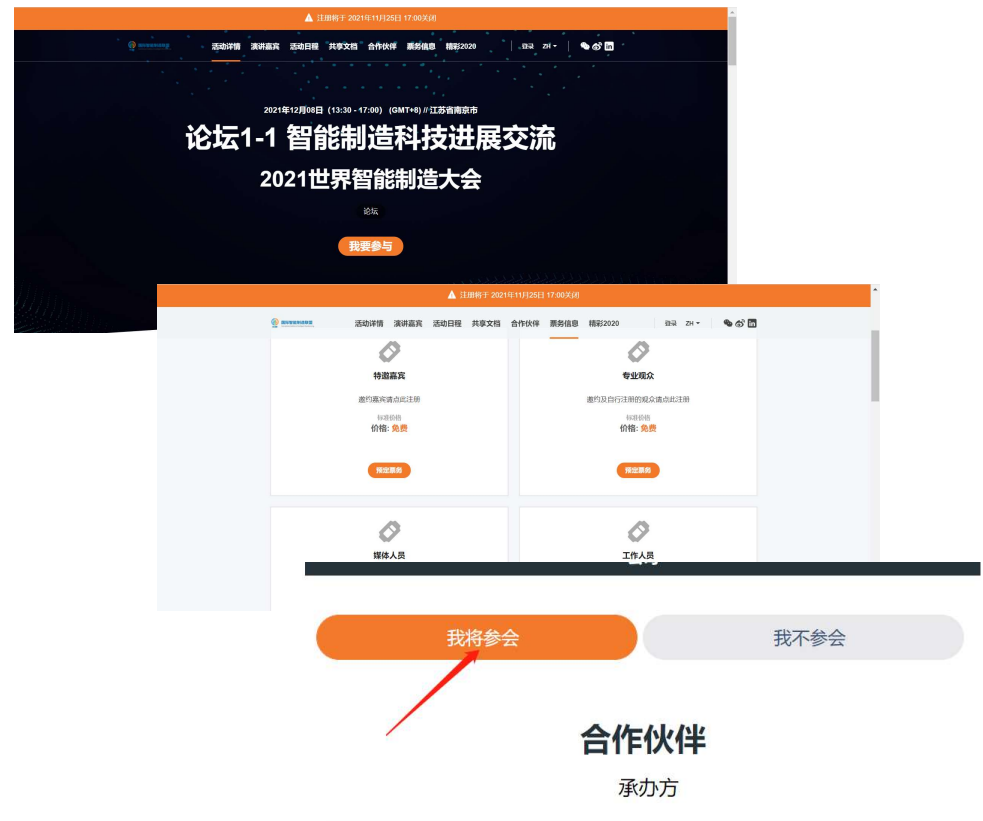 注册将于 2021年11月25日 17:00关闭
活动详情 演讲嘉宾 活动日程 共享文档 合作伙伴 票务信息 精彩2020 登录 ZH
2021年12月08日（13:30 - 17:00） (GMT+8) // 江苏省南京市
论坛1-1 智能制造科技进展交流
2021世界智能制造大会
论坛
我要参与
注册将于 2021年11月25日 17:00关闭
活动详情 演讲嘉宾 活动日程 共享文档 合作伙伴 票务信息 精彩2020 登录 ZH
特邀嘉宾
邀约嘉宾请点此注册
标准价格
价格: 免费
预定票务
专业观众
邀约及自行注册的观众请点此注册
标准价格
价格: 免费
预定票务
媒体人员
工作人员
我将参会
我不参会
合作伙伴
承办方